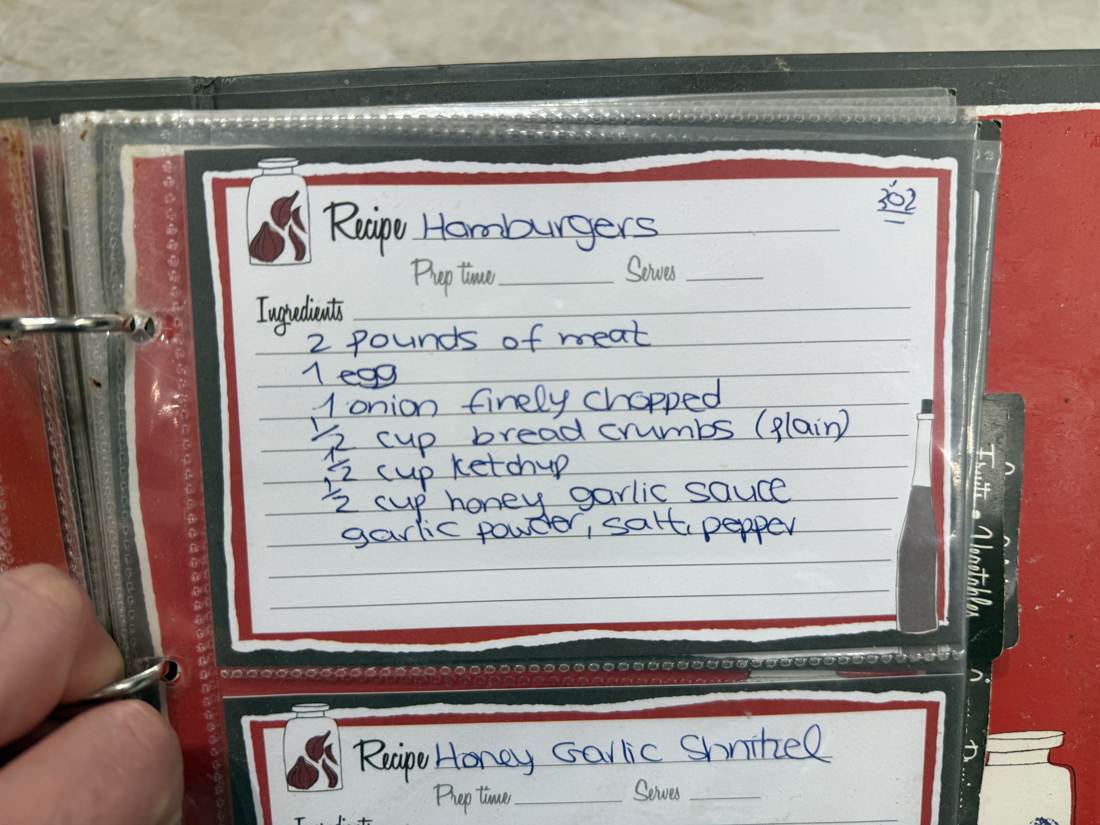 302
Recipe Hamburgers
Prep time Serves
Ingredients
2 pounds of meat
1 egg
1 onion finely chopped
1/2 cup bread crumbs (plain)
1/2 cup ketchup
1/2 cup honey garlic sauce
garlic powder, salt, pepper
Recipe Honey Garlic Shnitzel
Prep time Serves
Ingredients
Vegetables